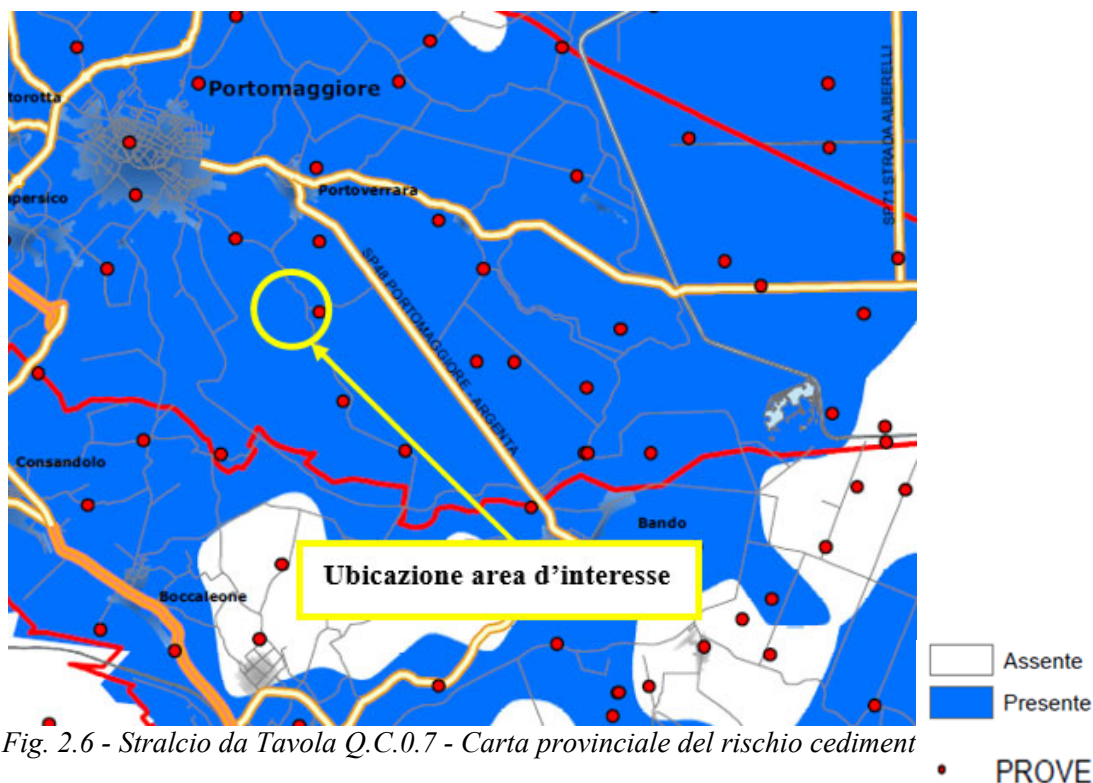 torotta
Portomaggiore
SP71 STRADA ALBERELLI
persico
Portoverrara
SP48 PORTOMAGGIORE - ARGENTA
Consandolo
Bando
Ubicazione area d’interesse
Boccaleone
Assente
Presente
Fig. 2.6 - Stralcio da Tavola Q.C.0.7 - Carta provinciale del rischio cediment
PROVE